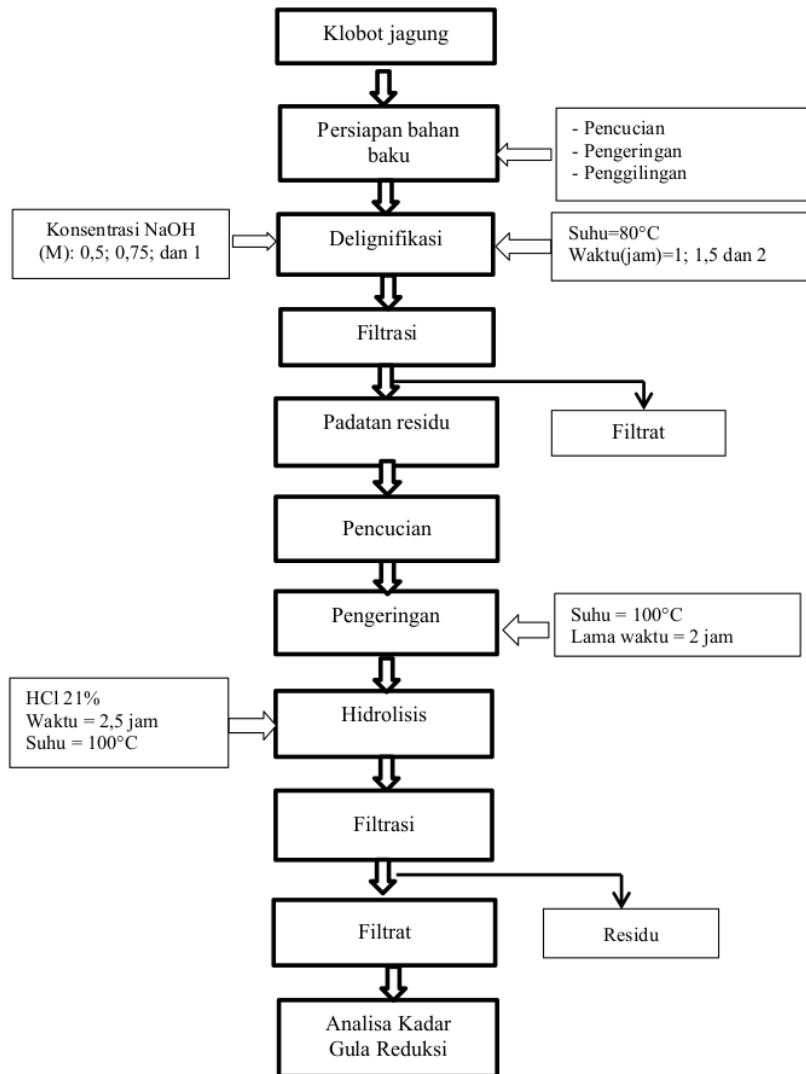 Klobot jagung
Persiapan bahan
baku
- Pencucian
- Pengeringan
- Penggilingan
Konsentrasi NaOH
(M): 0,5; 0,75; dan 1
Delignifikasi
Suhu=80°C
Waktu(jam)=1; 1,5 dan 2
Filtrasi
Padatan residu
Filtrat
Pencucian
Pengeringan
Suhu = 100°C
Lama waktu = 2 jam
HCl 21%
Waktu = 2,5 jam
Suhu = 100°C
Hidrolisis
Filtrasi
Filtrat
Residu
Analisa Kadar
Gula Reduksi